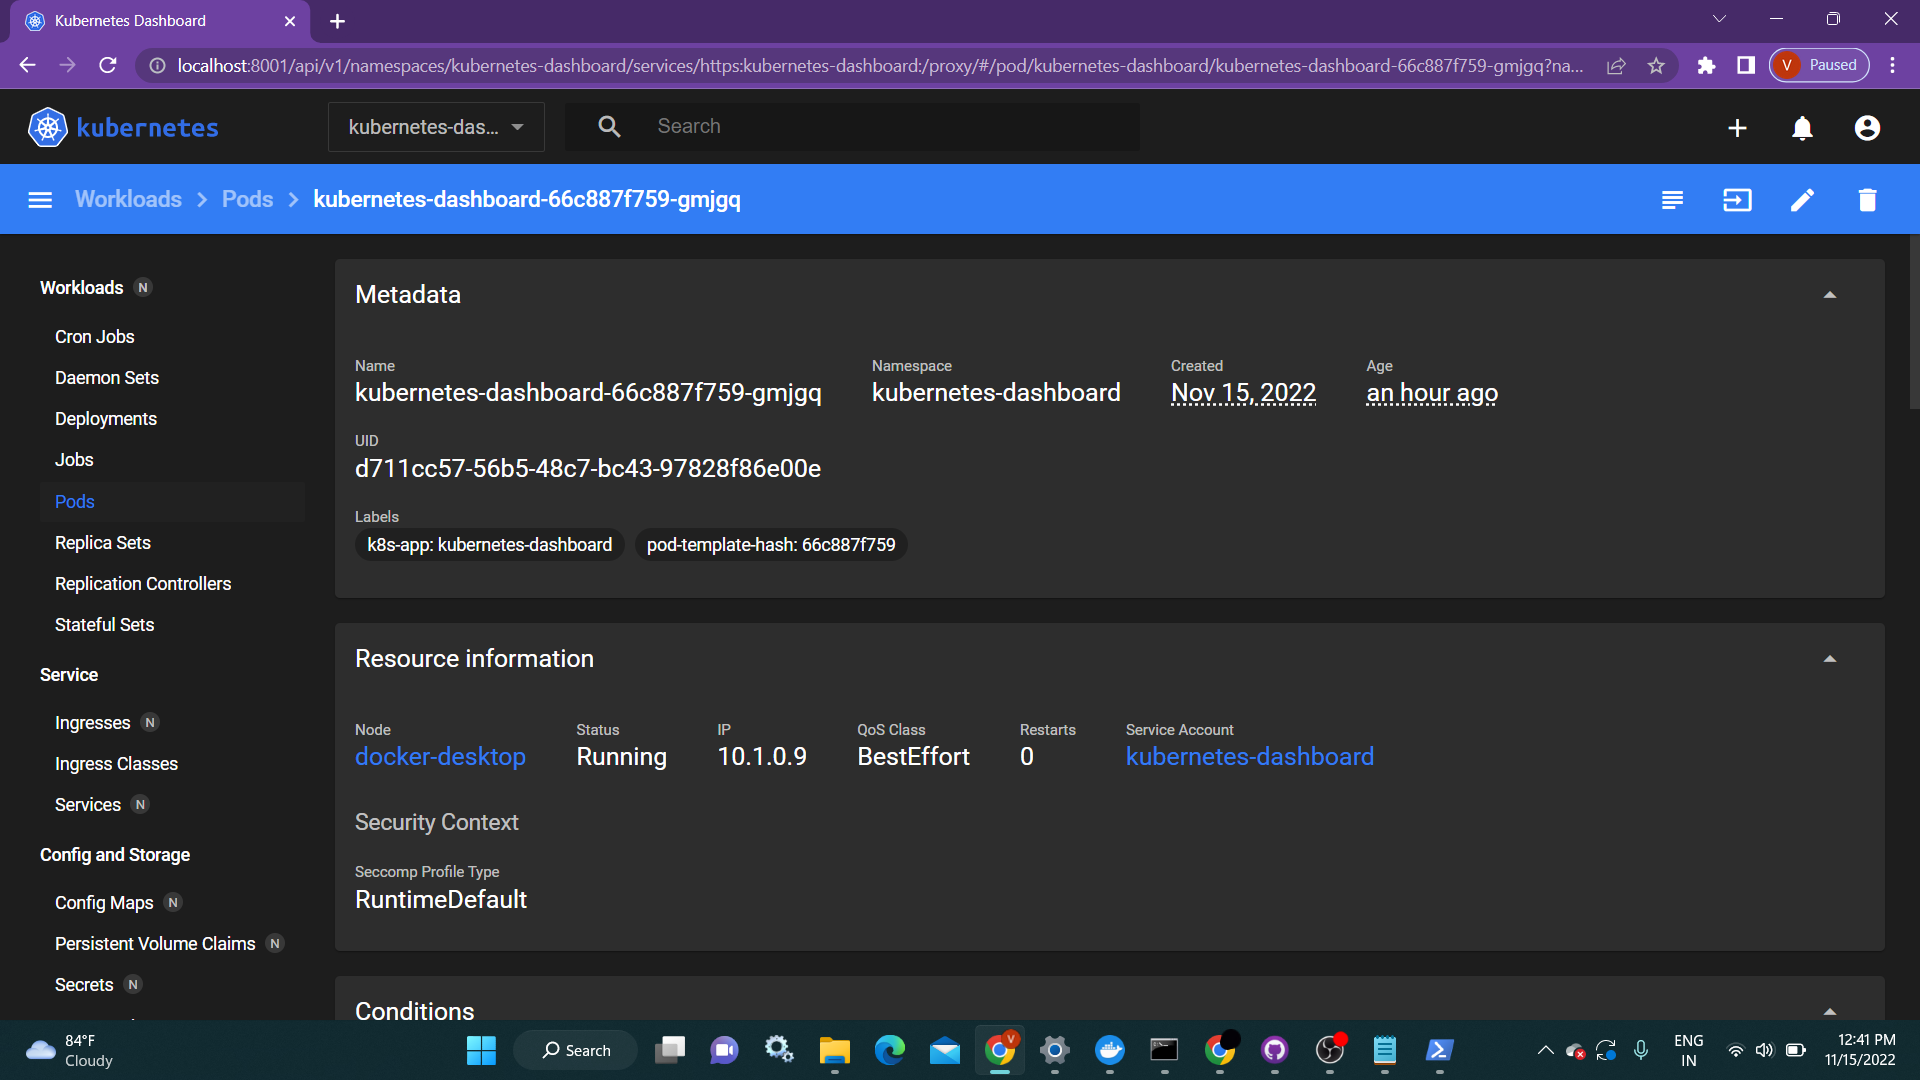 Kubernetes Dashboard
localhost:8001/api/v1/namespaces/kubernetes-dashboard/services/https:kubernetes-dashboard:/proxy/#/pod/kubernetes-dashboard/kubernetes-dashboard-66c887f759-gmjgq?na...
V Paused
kubernetes
kubernetes-das...
Search
Workloads > Pods > kubernetes-dashboard-66c887f759-gmjgq
Workloads N
Cron Jobs
Daemon Sets
Deployments
Jobs
Pods
Replica Sets
Replication Controllers
Stateful Sets
Service
Ingresses N
Ingress Classes
Services N
Config and Storage
Config Maps N
Persistent Volume Claims N
Secrets N
Metadata
Name Namespace Created Age
kubernetes-dashboard-66c887f759-gmjgq kubernetes-dashboard Nov 15, 2022 an hour ago
UID
d711cc57-56b5-48c7-bc43-97828f86e00e
Labels
k8s-app: kubernetes-dashboard pod-template-hash: 66c887f759
Resource information
Node Status IP QoS Class Restarts Service Account
docker-desktop Running 10.1.0.9 BestEffort 0 kubernetes-dashboard
Security Context
Seccomp Profile Type
RuntimeDefault
Conditions
84°F
Cloudy
Search
V
ENG
IN
12:41 PM
11/15/2022